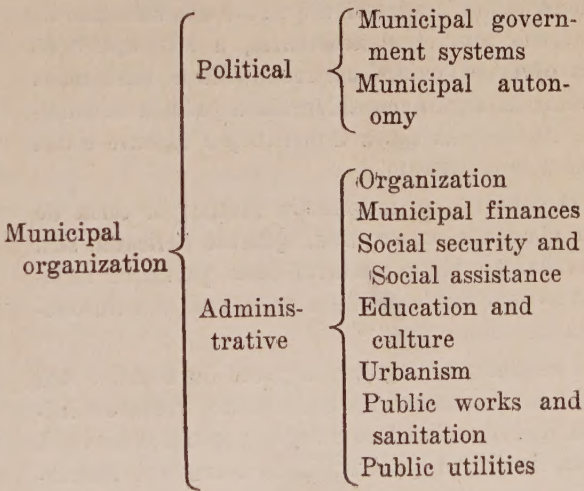 Municipal organization
Political
Municipal govern-
ment systems
Municipal auton-
omy
Adminis-
trative
Organization
Municipal finances
Social security and
Social assistance
Education and
culture
Urbanism
Public works and
sanitation
Public utilities